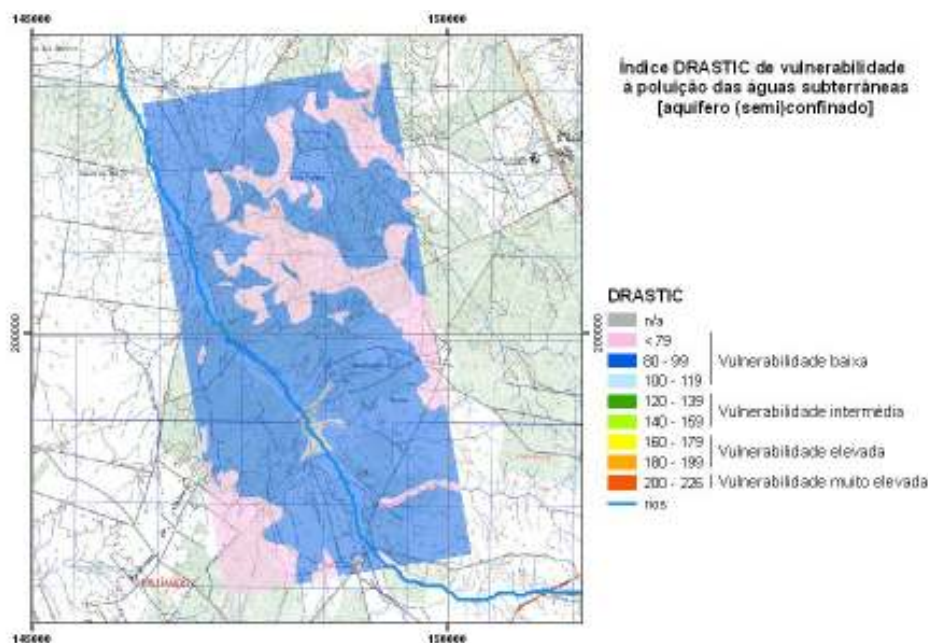 145000
150000
Índice DRASTIC de vulnerabilidade
à poluição das águas subterrâneas
[aquífero (semi)confinado]
200000
200000
DRASTIC
n/a
< 79
80 - 99
100 - 119
Vulnerabilidade baixa
120 - 139
140 - 159
Vulnerabilidade intermédia
160 - 179
180 - 199
Vulnerabilidade elevada
200 - 226
Vulnerabilidade muito elevada
rios
145000
150000